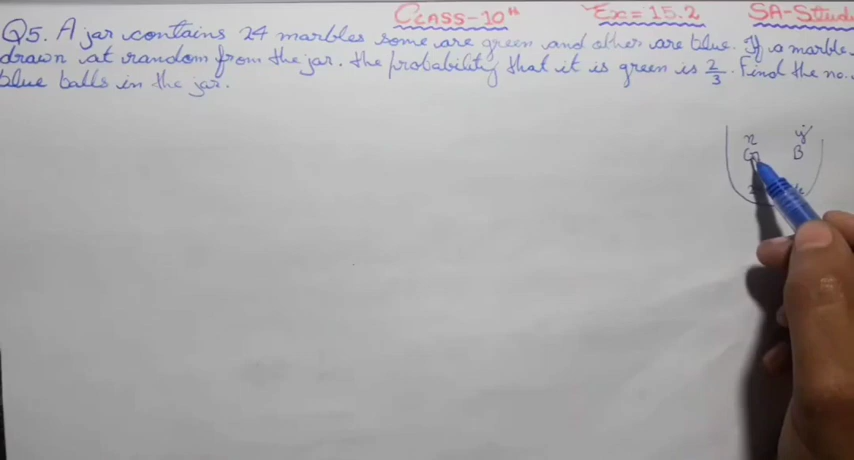 CLASS-10th Ex=15.2 SA-Stud
Q5. A jar contains 24 marbles some are green and other are blue. If a marble
drawn at random from the jar. the probability that it is green is 2/3. Find the no.
blue balls in the jar.
x y
G B